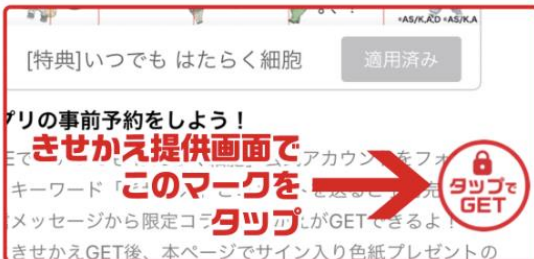 ©AS/K,A,D ©AS/K,A
[特典]いつでも はたらく細胞
適用済み
プリの事前予約をしよう！
きせかえ提供画面で
このマークを
タップ
タップで
GET
アカウン
をフォ
キーワード「
メッセージから限定コラ
がGETできるよ！
きせかえGET後、本ページでサイン入り色紙プレゼントの